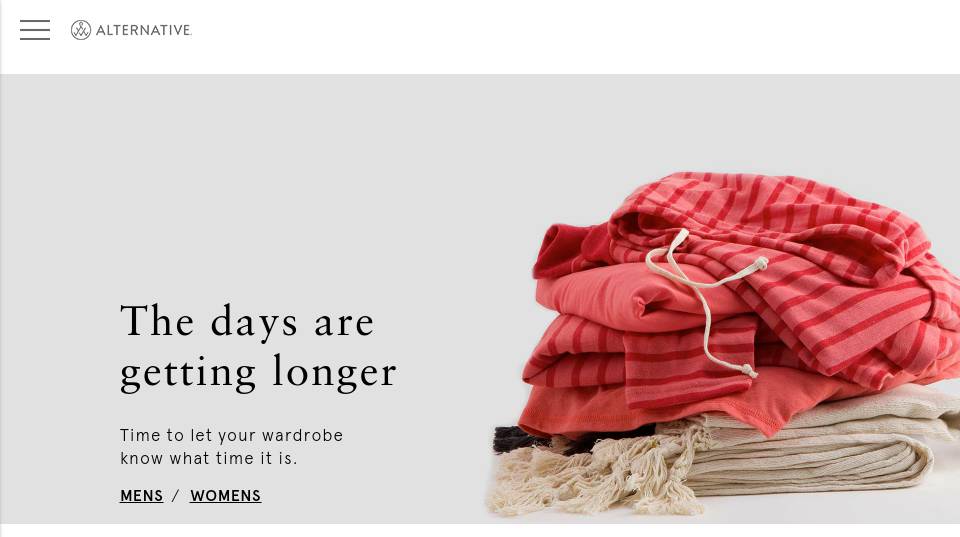 ALTERNATIVE
The days are
getting longer
Time to let your wardrobe
know what time it is.
MENS / WOMENS